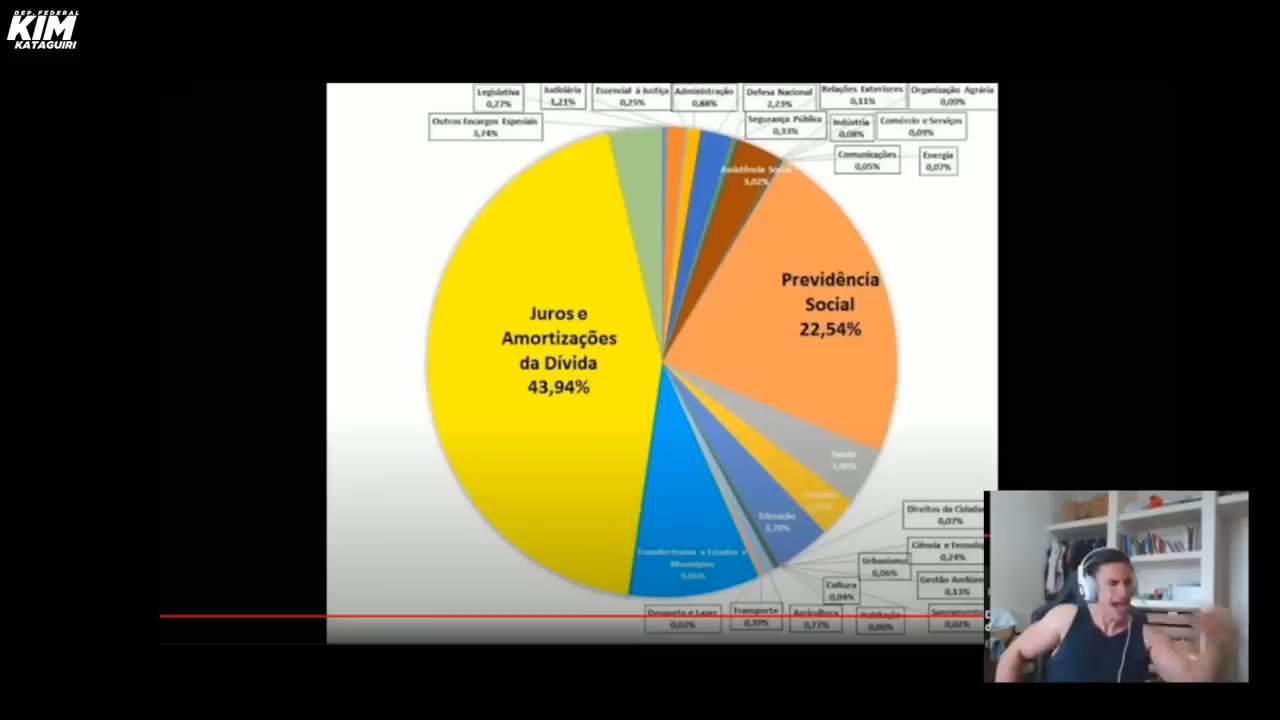 DEP. FEDERAL
KIM
KATAGUIRI
Legislativa
0,27%
Judiciária
1,21%
Essencial à Justiça
0,25%
Administração
0,88%
Defesa Nacional
2,23%
Relações Exteriores
0,11%
Organização Agrária
0,09%
Outros Encargos Especiais
3,74%
Segurança Pública
0,33%
Indústria
0,08%
Comércio e Serviços
0,09%
Comunicações
0,05%
Energia
0,07%
Assistência Social
3,02%
Previdência
Social
22,54%
Juros e
Amortizações
da Dívida
43,94%
Saúde
Educação
3,70%
Transferências a Estados e
Municípios
Direitos da Cidadan
0,07%
Ciência e Tecnolog
0,24%
Urbanismo
0,06%
Gestão Ambien
0,13%
Cultura
0,04%
Desporto e Lazer
0,02%
Transporte
0,39%
Agricultura
0,77%
Habitação
0,00%
Saneamento
0,02%